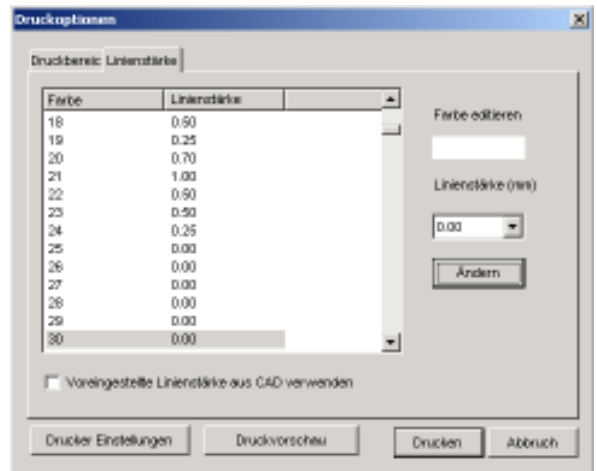 Druckoptionen
Druckbereic Linienstärke
Farbe Linienstärke
18 0.50
19 0.25
20 0.70
21 1.00
22 0.50
23 0.50
24 0.25
25 0.00
26 0.00
27 0.00
28 0.00
29 0.00
30 0.00
Farbe editieren
Linienstärke (mm)
0.00
Ändern
Voreingestellte Linienstärke aus CAD verwenden
Drucker Einstellungen Druckvorschau Drucken Abbruch